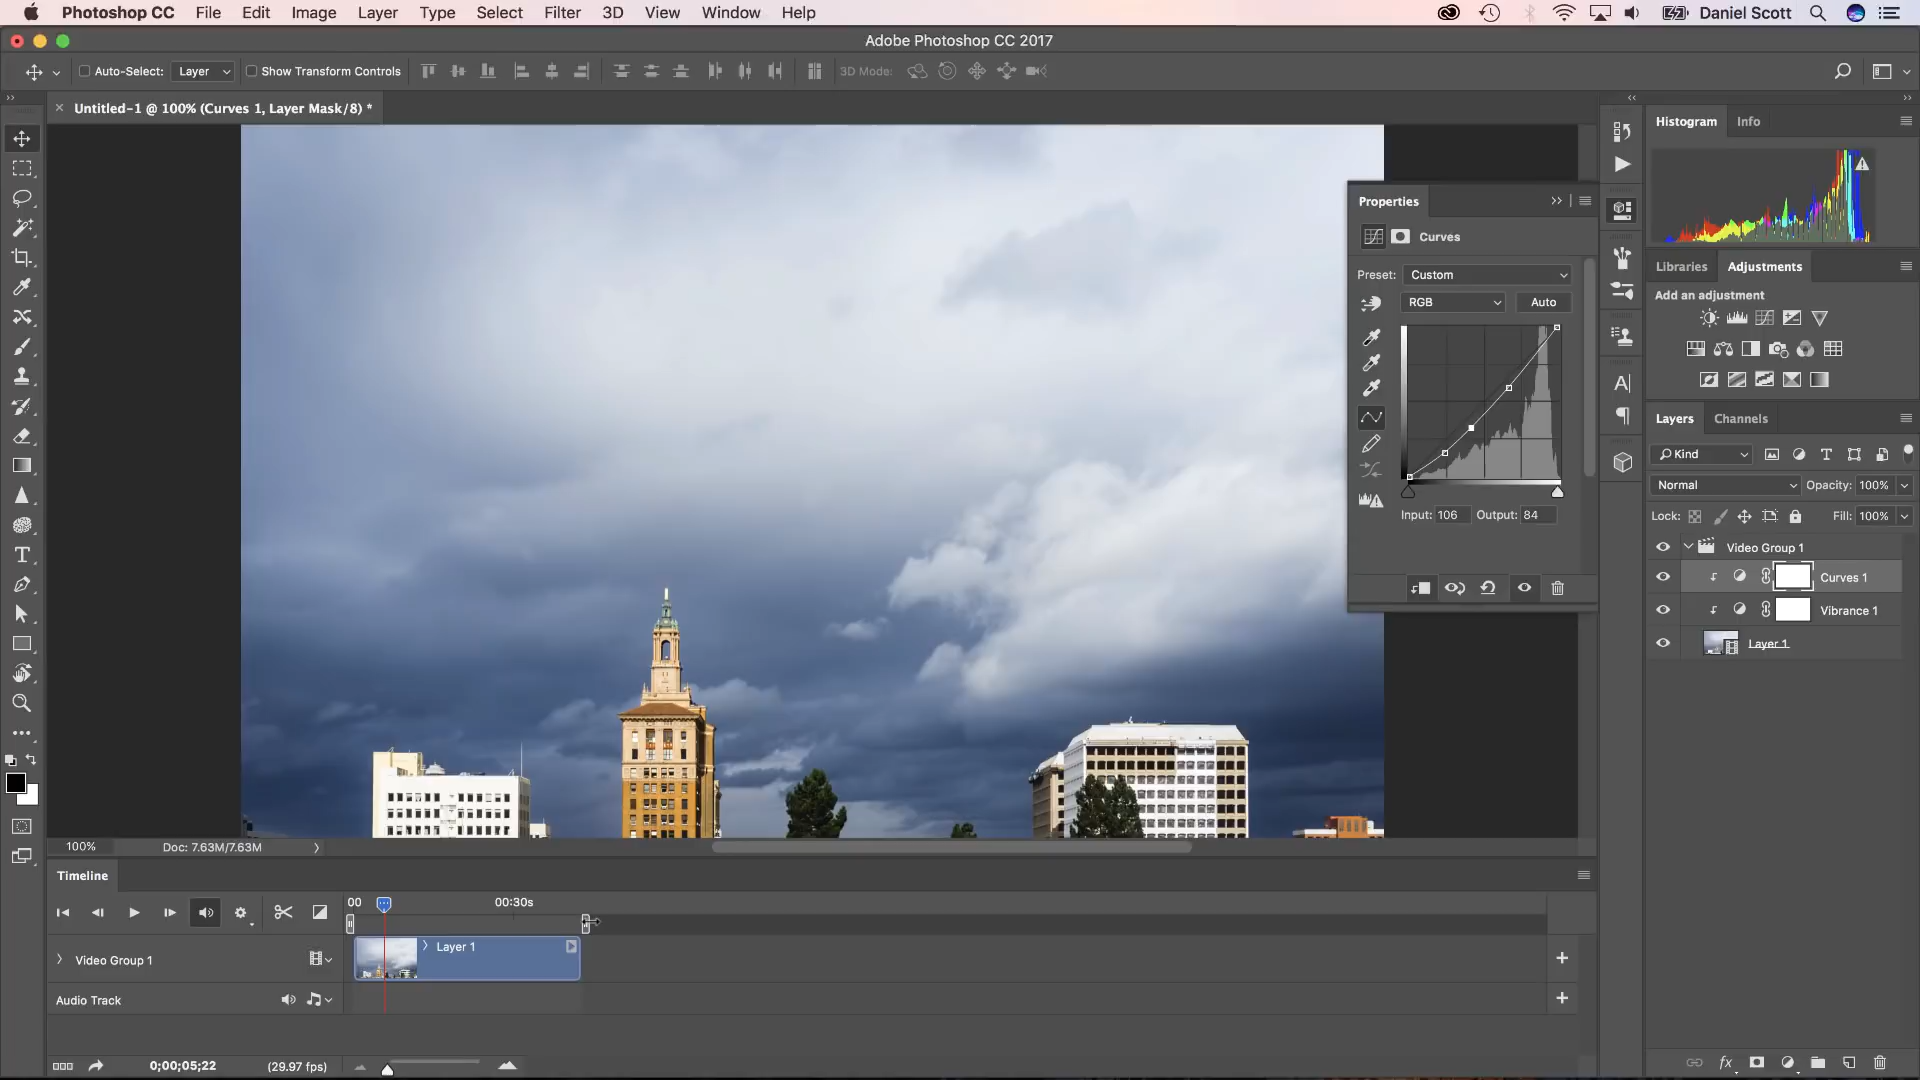 Photoshop CC File Edit Image Layer Type Select Filter 3D View Window Help Daniel Scott
Adobe Photoshop CC 2017
Auto-Select: Layer Show Transform Controls 3D Mode:
Untitled-1 @ 100% (Curves 1, Layer Mask/8) *
Histogram Info
Properties
Curves
Preset: Custom
RGB Auto
Input: 106 Output: 84
Libraries Adjustments
Add an adjustment
Layers Channels
Kind
Normal Opacity: 100%
Lock: Fill: 100%
Video Group 1
Curves 1
Vibrance 1
Layer 1
100% Doc: 7.63M/7.63M
Timeline
00 00:30s
Video Group 1 Layer 1
Audio Track
0;00;05;22 (29.97 fps)